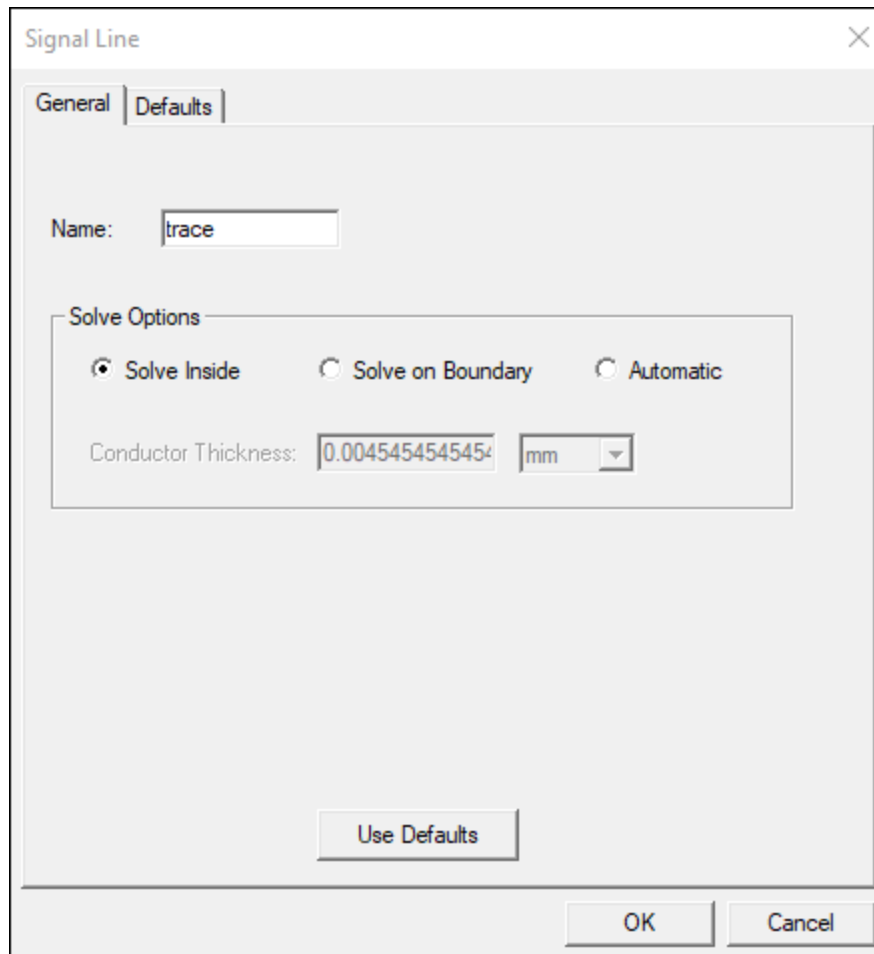 Signal Line
General Defaults
Name: trace
Solve Options
Solve Inside Solve on Boundary Automatic
Conductor Thickness: 0.0045454545454 mm
Use Defaults
OK Cancel